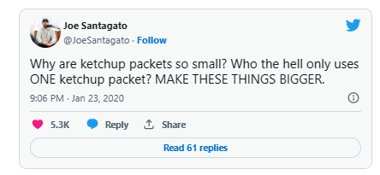 Joe Santagato
@JoeSantagato · Follow
Why are ketchup packets so small? Who the hell only uses
ONE ketchup packet? MAKE THESE THINGS BIGGER.
9:06 PM · Jan 23, 2020
5.3K Reply Share
Read 61 replies